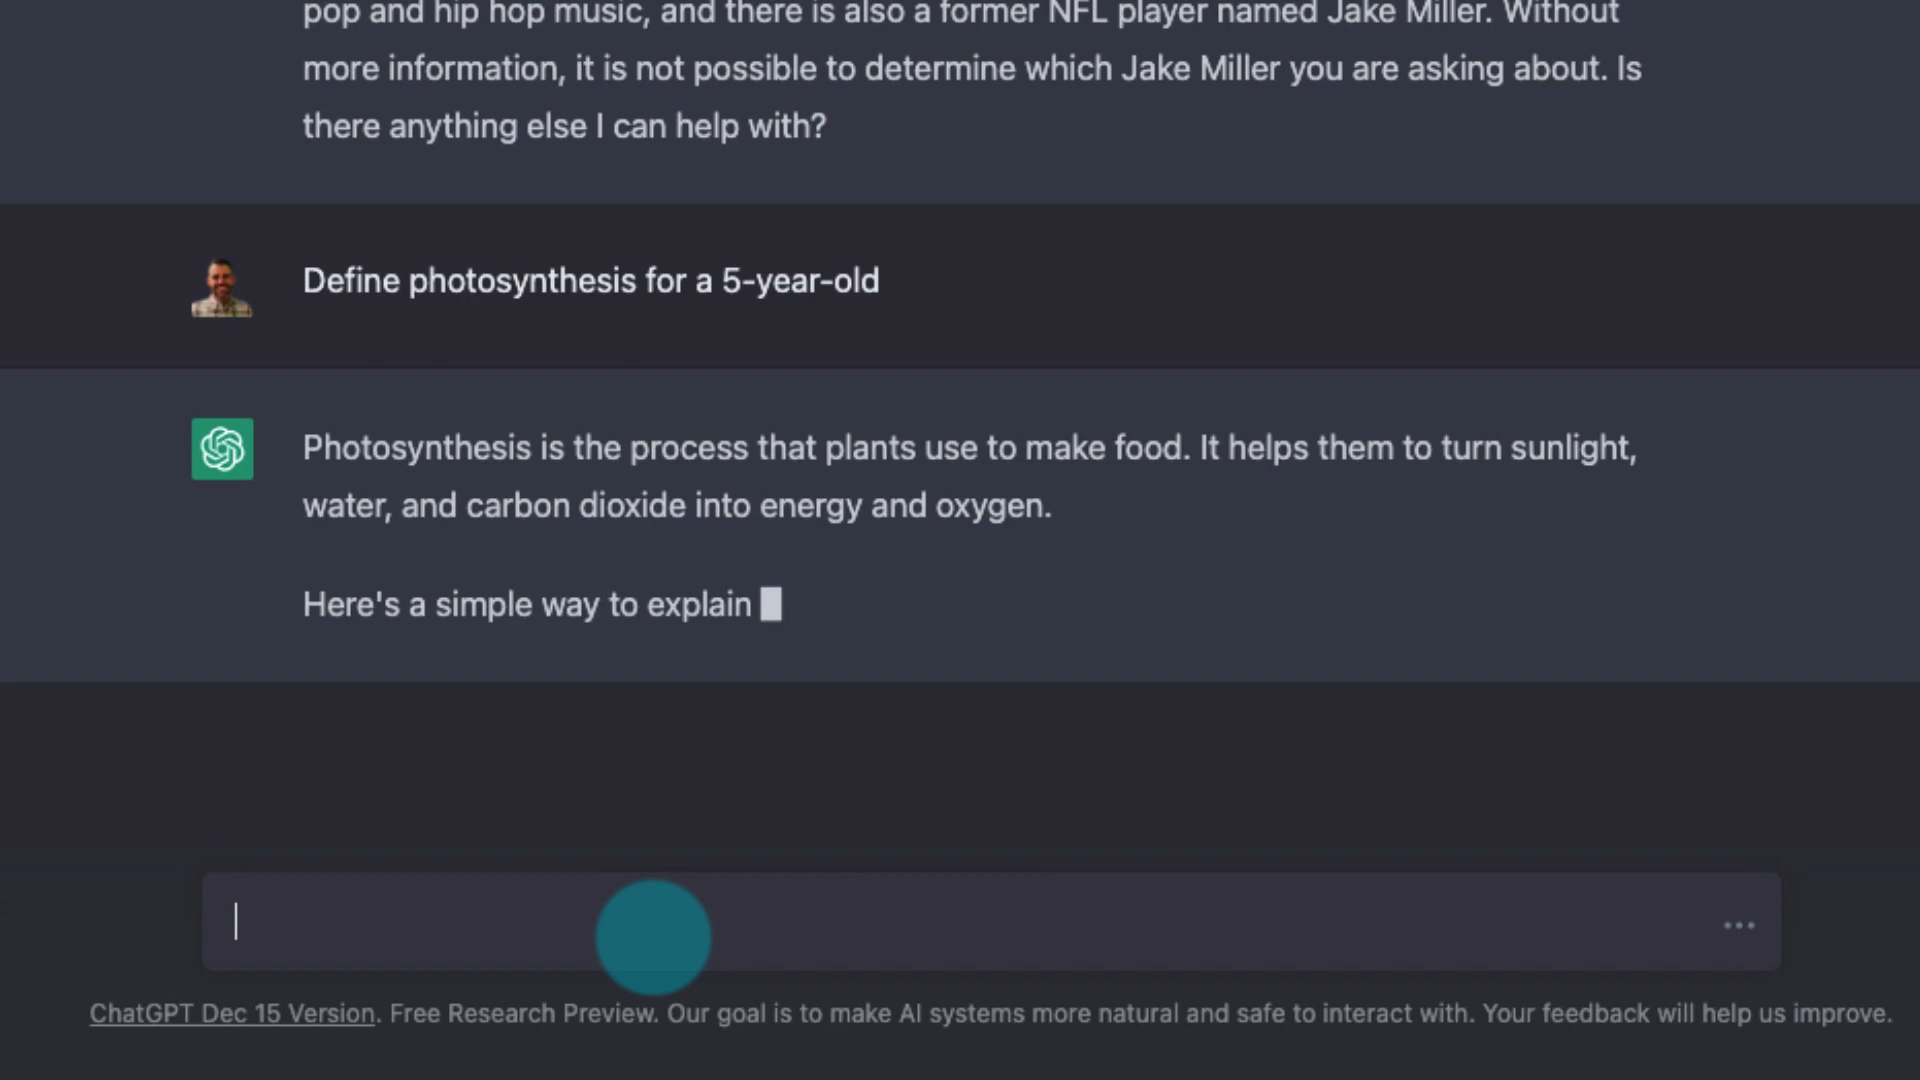 pop and hip hop music, and there is also a former NFL player named Jake Miller. Without
more information, it is not possible to determine which Jake Miller you are asking about. Is
there anything else I can help with?
Define photosynthesis for a 5-year-old
Photosynthesis is the process that plants use to make food. It helps them to turn sunlight,
water, and carbon dioxide into energy and oxygen.
Here's a simple way to explain
ChatGPT Dec 15 Version. Free Research Preview. Our goal is to make AI systems more natural and safe to interact with. Your feedback will help us improve.